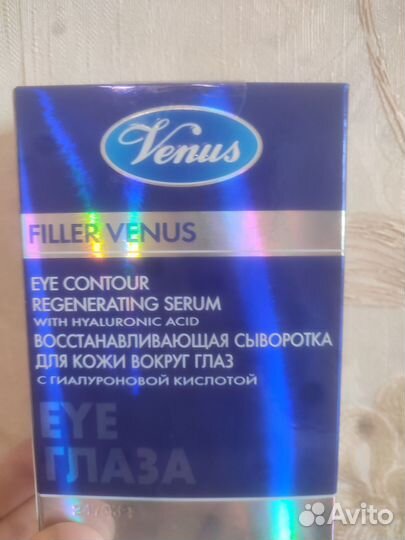 Venus
FILLER VENUS
EYE CONTOUR
REGENERATING SERUM
WITH HYALURONIC ACID
ВОССТАНАВЛИВАЮЩАЯ СЫВОРОТКА
ДЛЯ КОЖИ ВОКРУГ ГЛАЗ
С ГИАЛУРОНОВОЙ КИСЛОТОЙ
EYE
ГЛАЗА
Avito